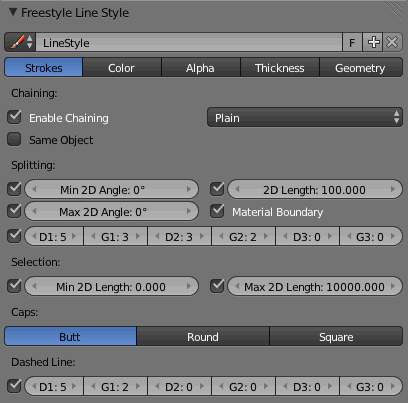 Freestyle Line Style
LineStyle F
Strokes Color Alpha Thickness Geometry
Chaining:
Enable Chaining Plain
Same Object
Splitting:
Min 2D Angle: 0° 2D Length: 100.000
Max 2D Angle: 0° Material Boundary
D1: 5 G1: 3 D2: 3 G2: 2 D3: 0 G3: 0
Selection:
Min 2D Length: 0.000 Max 2D Length: 10000.000
Caps:
Butt Round Square
Dashed Line:
D1: 5 G1: 2 D2: 0 G2: 0 D3: 0 G3: 0